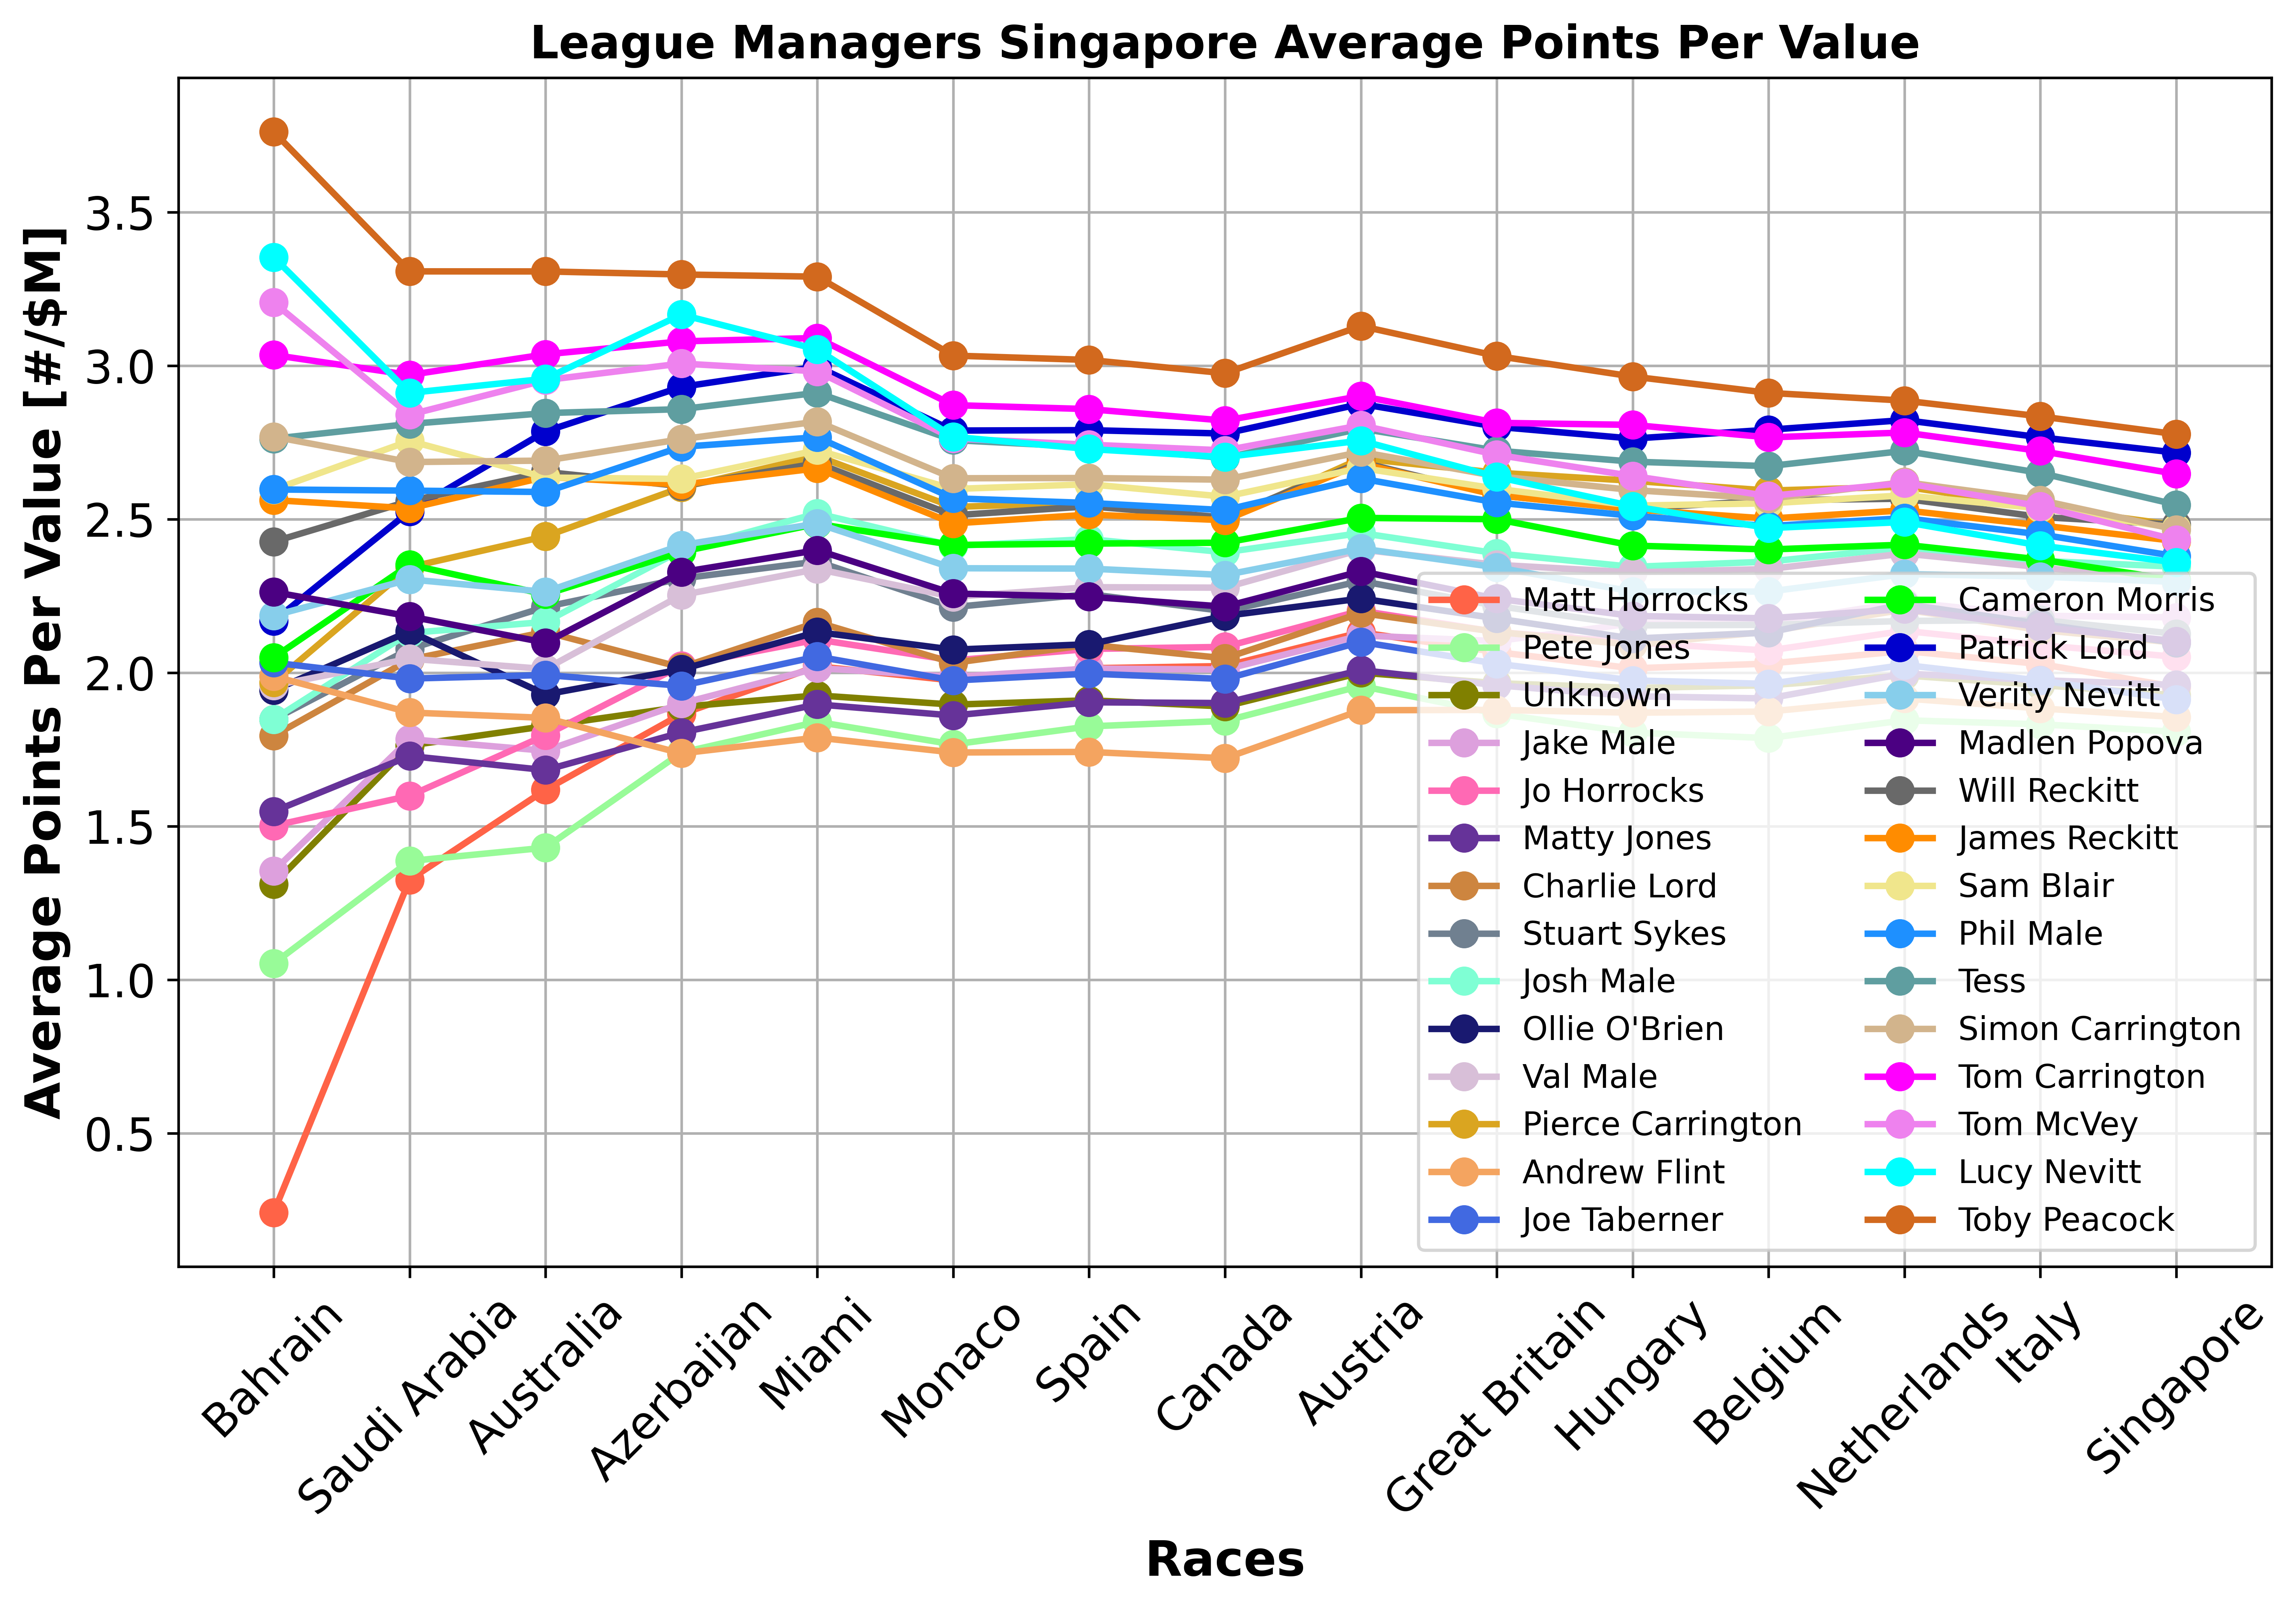 League Managers Singapore Average Points Per Value
Average Points Per Value [#/$M]
3.5
3.0
2.5
2.0
1.5
1.0
0.5
Matt Horrocks
Pete Jones
Unknown
Jake Male
Jo Horrocks
Matty Jones
Charlie Lord
Stuart Sykes
Josh Male
Ollie O'Brien
Val Male
Pierce Carrington
Andrew Flint
Joe Taberner
Cameron Morris
Patrick Lord
Verity Nevitt
Madlen Popova
Will Reckitt
James Reckitt
Sam Blair
Phil Male
Tess
Simon Carrington
Tom Carrington
Tom McVey
Lucy Nevitt
Toby Peacock
Bahrain
Saudi Arabia
Australia
Azerbaijan
Miami
Monaco
Spain
Canada
Austria
Great Britain
Hungary
Belgium
Netherlands
Italy
Singapore
Races